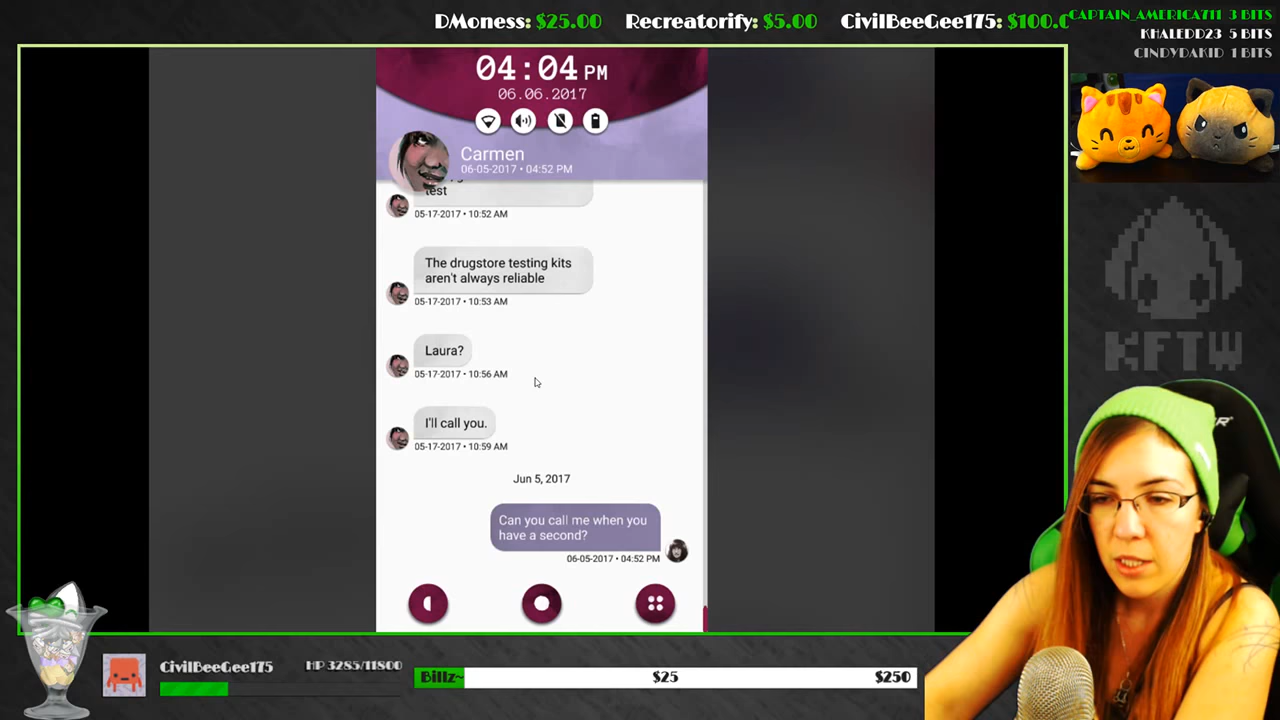 DMoness: $25.00 Recreatorify: $5.00 CivilBeeGee175: $100.0
CAPTAIN_AMERICA711 3 BITS
KHALEDD23 5 BITS
CINDYDAKID 1 BITS
04:04 PM
06.06.2017
Carmen
06-05-2017 • 04:52 PM
test
05-17-2017 • 10:52 AM
The drugstore testing kits
aren't always reliable
05-17-2017 • 10:53 AM
Laura?
05-17-2017 • 10:56 AM
I'll call you.
05-17-2017 • 10:59 AM
Jun 5, 2017
Can you call me when you
have a second?
06-05-2017 • 04:52 PM
KFTW
CivilBeeGee175 HP 3285/11800
Billz~ $25 $250